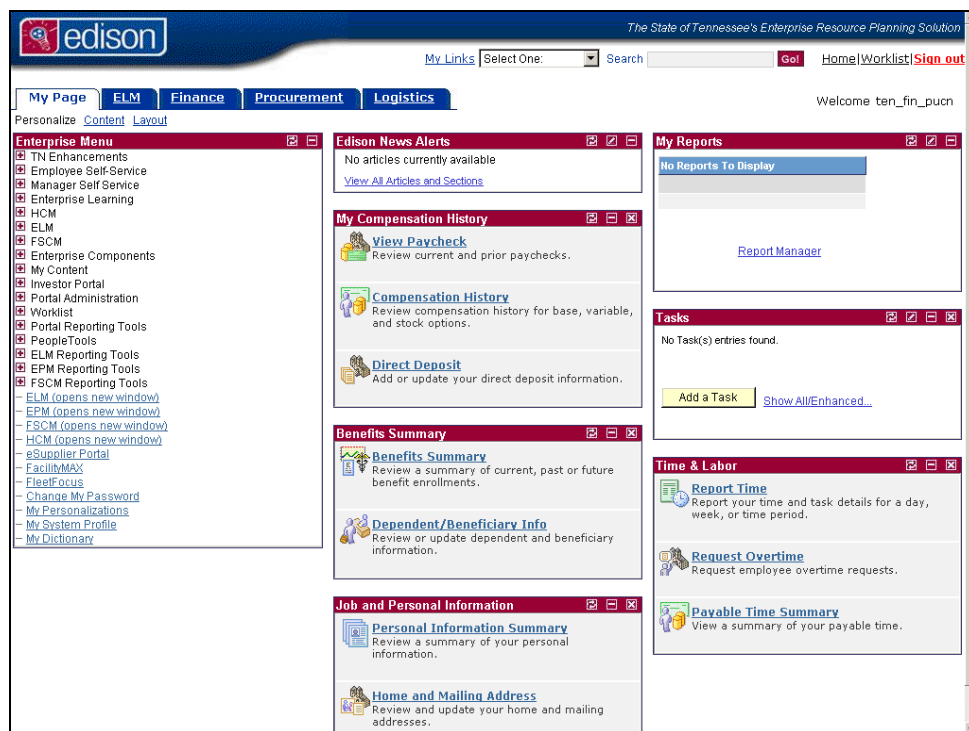 edison
The State of Tennessee's Enterprise Resource Planning Solution
My Links Select One: Search Go! Home|Worklist|Sign out
My Page ELM Finance Procurement Logistics
Welcome ten_fin_pucn
Personalize Content Layout
Enterprise Menu
TN Enhancements
Employee Self-Service
Manager Self Service
Enterprise Learning
HCM
ELM
FSCM
Enterprise Components
My Content
Investor Portal
Portal Administration
Worklist
Portal Reporting Tools
PeopleTools
ELM Reporting Tools
EPM Reporting Tools
FSCM Reporting Tools
ELM (opens new window)
EPM (opens new window)
FSCM (opens new window)
HCM (opens new window)
eSupplier Portal
FacilityMAX
FleetFocus
Change My Password
My Personalizations
My System Profile
My Dictionary
Edison News Alerts
No articles currently available
View All Articles and Sections
My Compensation History
View Paycheck
Review current and prior paychecks.
Compensation History
Review compensation history for base, variable,
and stock options.
Direct Deposit
Add or update your direct deposit information.
Benefits Summary
Benefits Summary
Review a summary of current, past or future
benefit enrollments.
Dependent/Beneficiary Info
Review or update dependent and beneficiary
information.
Job and Personal Information
Personal Information Summary
Review a summary of your personal
information.
Home and Mailing Address
Review and update your home and mailing
addresses.
My Reports
No Reports To Display
Report Manager
Tasks
No Task(s) entries found.
Add a Task Show All/Enhanced...
Time & Labor
Report Time
Report your time and task details for a day,
week, or time period.
Request Overtime
Request employee overtime requests.
Payable Time Summary
View a summary of your payable time.